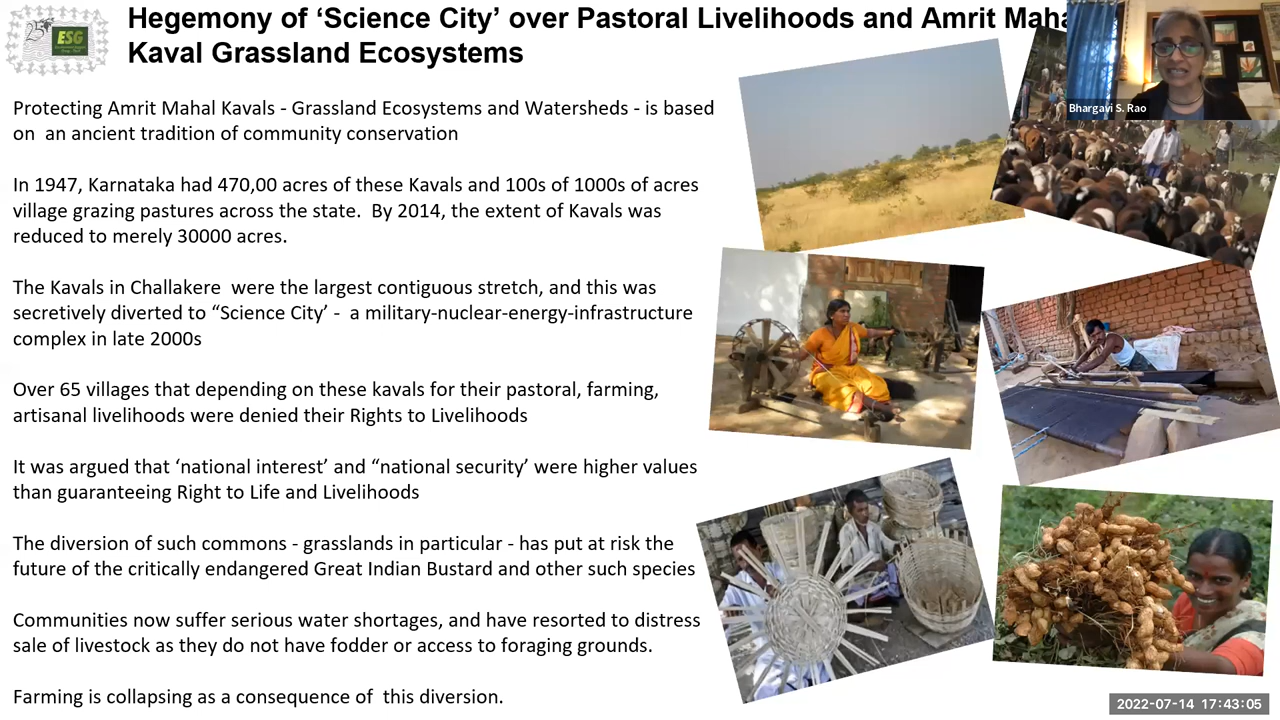 25
ESG
Hegemony of ‘Science City’ over Pastoral Livelihoods and Amrit
Kaval Grassland Ecosystems
Bhargavi S. Rao
Protecting Amrit Mahal Kavals - Grassland Ecosystems and Watersheds - is based
on an ancient tradition of community conservation
In 1947, Karnataka had 470,00 acres of these Kavals and 100s of 1000s of acres
village grazing pastures across the state. By 2014, the extent of Kavals was
reduced to merely 30000 acres.
The Kavals in Challakere were the largest contiguous stretch, and this was
secretively diverted to “Science City’ - a military-nuclear-energy-infrastructure
complex in late 2000s
Over 65 villages that depending on these kavals for their pastoral, farming,
artisanal livelihoods were denied their Rights to Livelihoods
It was argued that ‘national interest’ and “national security’ were higher values
than guaranteeing Right to Life and Livelihoods
The diversion of such commons - grasslands in particular - has put at risk the
future of the critically endangered Great Indian Bustard and other such species
Communities now suffer serious water shortages, and have resorted to distress
sale of livestock as they do not have fodder or access to foraging grounds.
Farming is collapsing as a consequence of this diversion.
2022-07-14 17:43:05